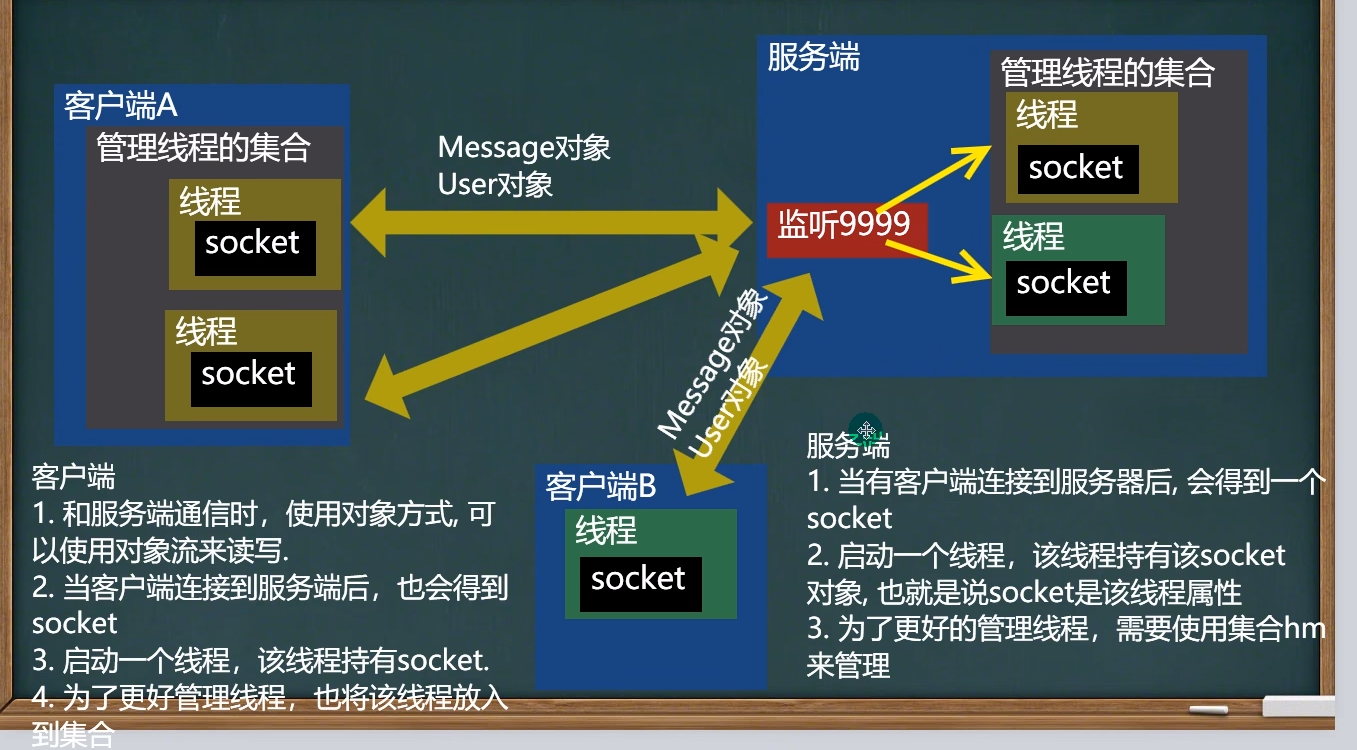 客户端A
管理线程的集合
线程
socket
线程
socket
Message对象
User对象
服务端
监听9999
管理线程的集合
线程
socket
线程
socket
Message对象
User对象
客户端B
线程
socket
客户端
1. 和服务端通信时，使用对象方式, 可
以使用对象流来读写.
2. 当客户端连接到服务端后，也会得到
socket
3. 启动一个线程，该线程持有socket.
4. 为了更好管理线程，也将该线程放入
到集合
服务端
1. 当有客户端连接到服务器后, 会得到一个
socket
2. 启动一个线程，该线程持有该socket
对象, 也就是说socket是该线程属性
3. 为了更好的管理线程，需要使用集合hm
来管理